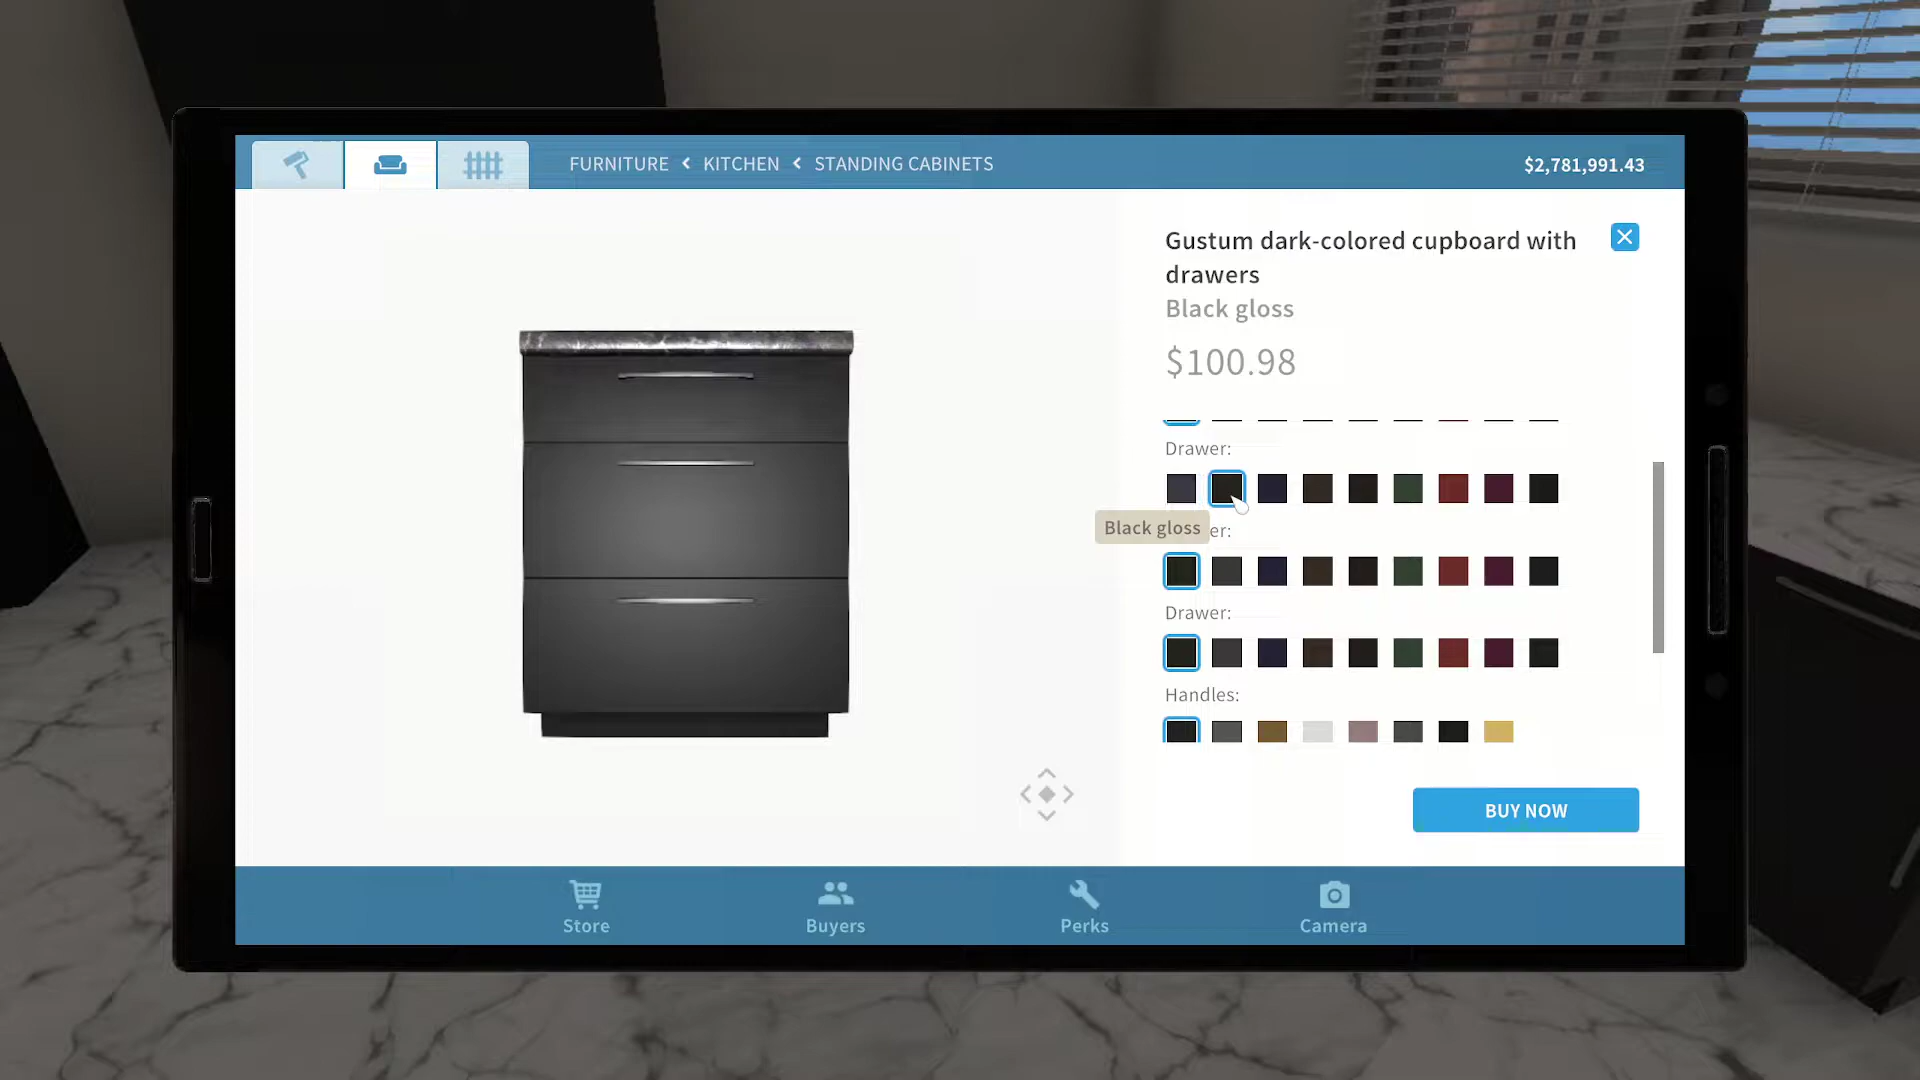 FURNITURE < KITCHEN < STANDING CABINETS
$2,781,991.43
Gustum dark-colored cupboard with
drawers
Black gloss
$100.98
Drawer:
Black gloss
er:
Drawer:
Handles:
BUY NOW
Store
Buyers
Perks
Camera